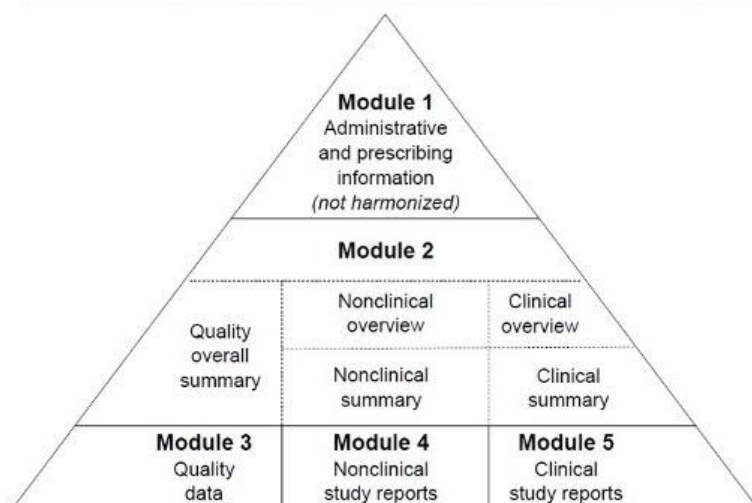 Module 1
Administrative
and prescribing
information
(not harmonized)
Module 2
Quality
overall
summary
Nonclinical
overview
Clinical
overview
Nonclinical
summary
Clinical
summary
Module 3
Quality
data
Module 4
Nonclinical
study reports
Module 5
Clinical
study reports